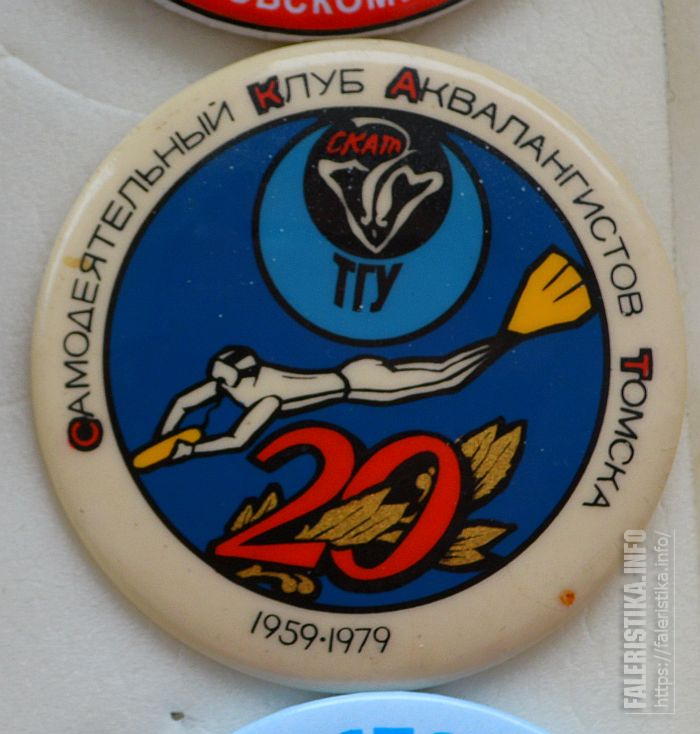 САМОДЕЯТЕЛЬНЫЙ КЛУБ АКВАЛАНГИСТОВ ТОМСКА
СКАТ
ТГУ
20
1959·1979
FALERISTIKA.INFO
https://faleristika.info/